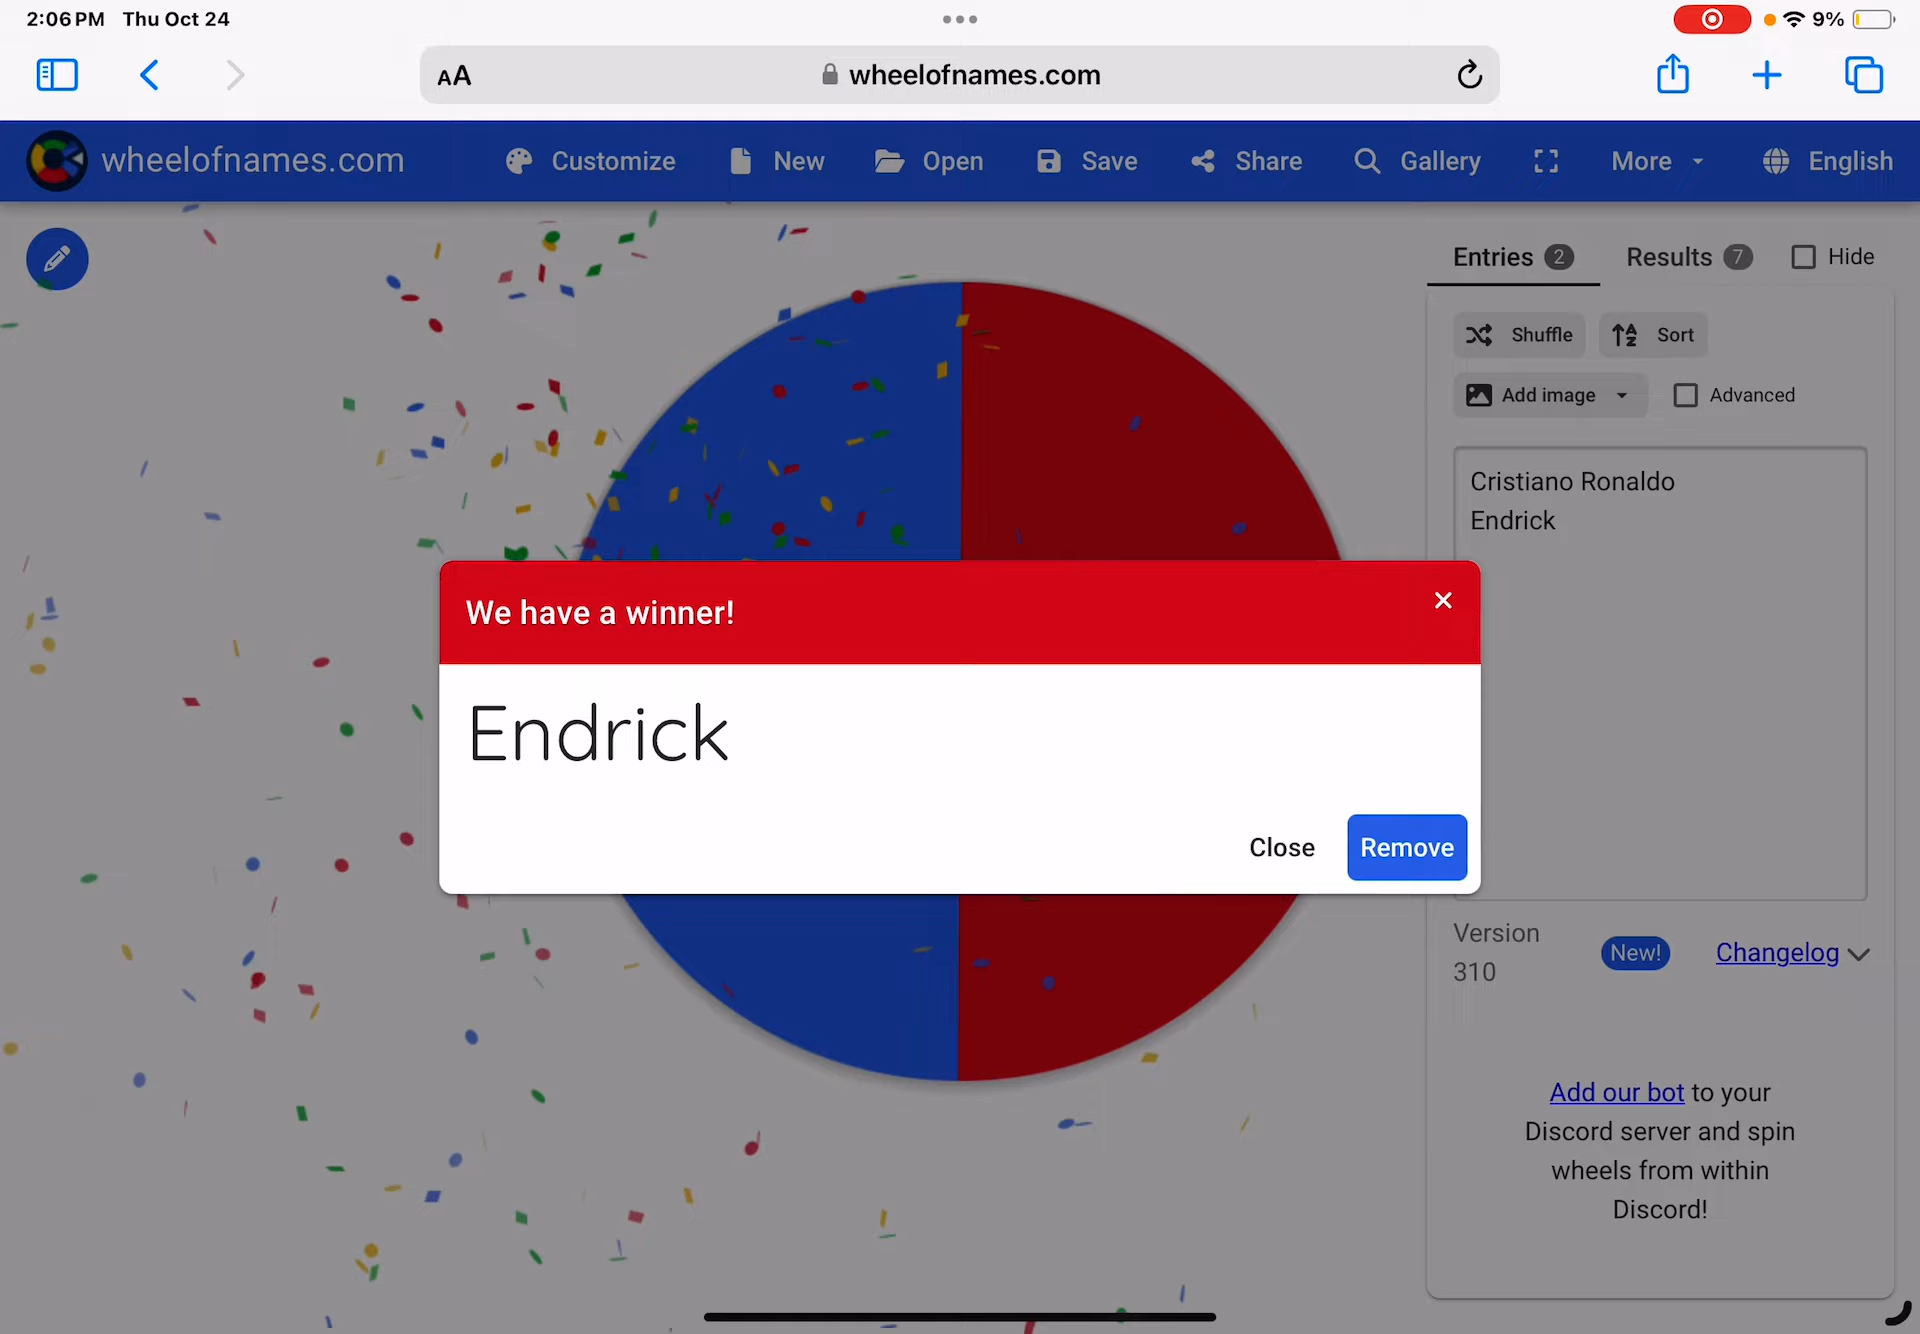 2:06 PM Thu Oct 24
9%
AA
wheelofnames.com
wheelofnames.com
Customize
New
Open
Save
Share
Gallery
More
English
Entries 2
Results 7
Hide
Shuffle
Sort
Add image
Advanced
Cristiano Ronaldo
Endrick
We have a winner!
Endrick
Close
Remove
Version
310
New!
Changelog
Add our bot to your
Discord server and spin
wheels from within
Discord!